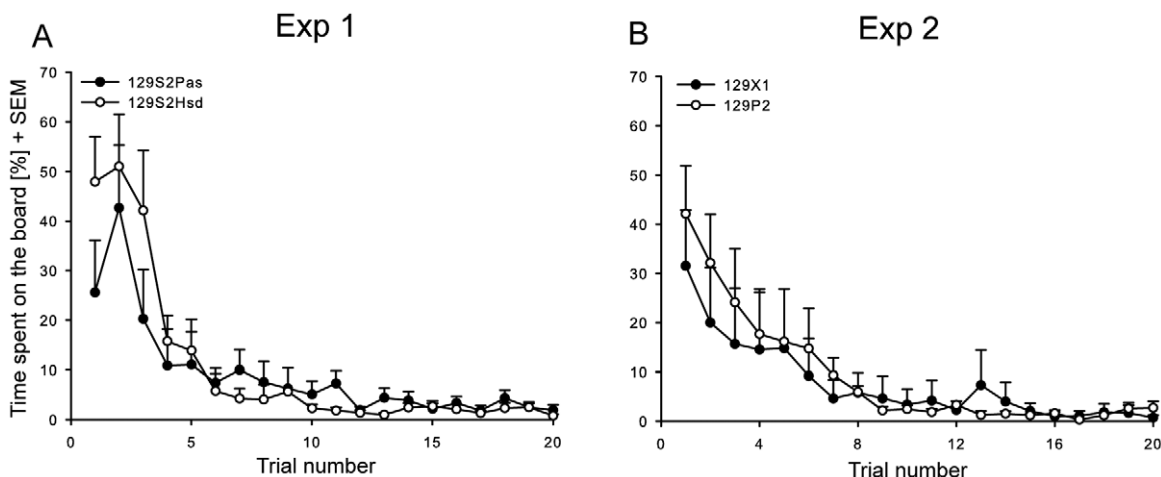 Exp 1
Exp 2
A
B
129S2Pas
129S2Hsd
129X1
129P2
Time spent on the board [%] + SEM
70
60
50
40
30
20
10
0
0
5
10
15
20
Trial number
70
60
50
40
30
20
10
0
0
4
8
12
16
20
Trial number